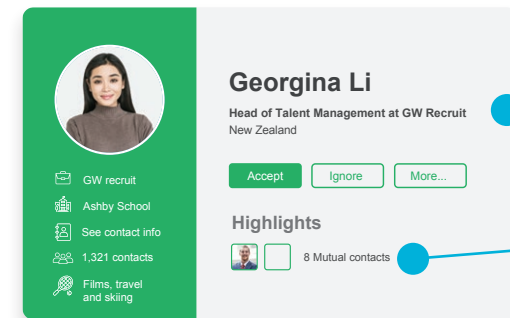 Georgina Li
Head of Talent Management at GW Recruit
New Zealand
Accept Ignore More...
Highlights
8 Mutual contacts
GW recruit
Ashby School
See contact info
1,321 contacts
Films, travel
and skiing